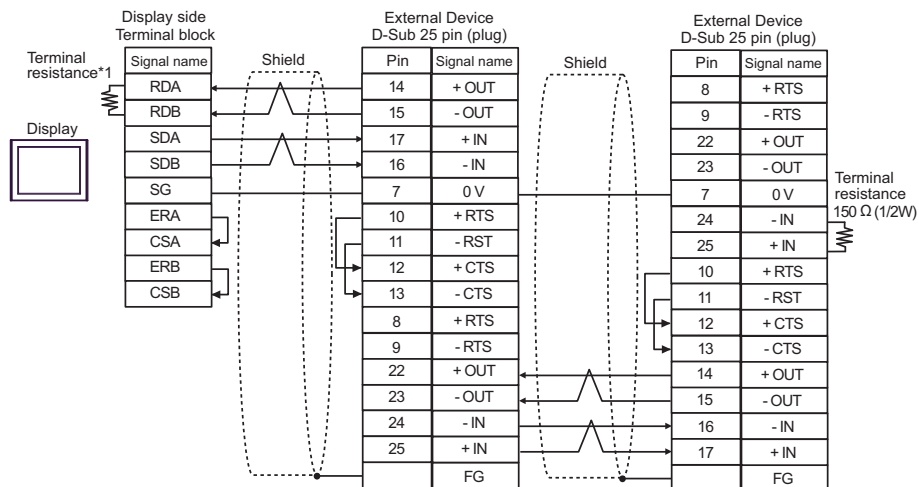 Display side
Terminal block
External Device
D-Sub 25 pin (plug)
External Device
D-Sub 25 pin (plug)
Terminal
resistance*1
Display
Signal name
RDA
RDB
SDA
SDB
SG
ERA
CSA
ERB
CSB
Shield
Pin Signal name
14 + OUT
15 - OUT
17 + IN
16 - IN
7 0 V
10 + RTS
11 - RST
12 + CTS
13 - CTS
8 + RTS
9 - RTS
22 + OUT
23 - OUT
24 - IN
25 + IN
FG
Shield
Pin Signal name
8 + RTS
9 - RTS
22 + OUT
23 - OUT
7 0 V
24 - IN
25 + IN
10 + RTS
11 - RST
12 + CTS
13 - CTS
14 + OUT
15 - OUT
16 - IN
17 + IN
FG
Terminal
resistance
150 Ω (1/2W)